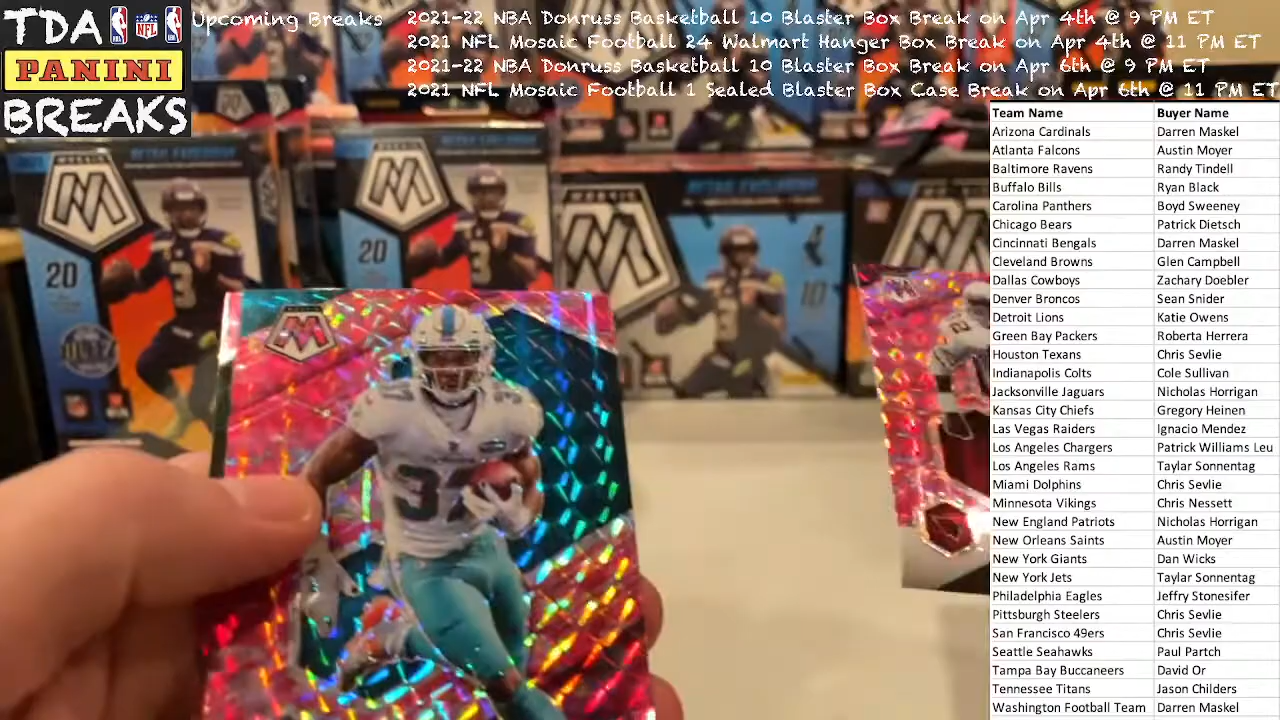 TDA
PANINI
BREAKS
Upcoming Breaks
2021-22 NBA Donruss Basketball 10 Blaster Box Break on Apr 4th @ 9 PM ET
2021 NFL Mosaic Football 24 Walmart Hanger Box Break on Apr 4th @ 11 PM ET
2021-22 NBA Donruss Basketball 10 Blaster Box Break on Apr 6th @ 9 PM ET
2021 NFL Mosaic Football 1 Sealed Blaster Box Case Break on Apr 6th @ 11 PM ET
Team Name Buyer Name
Arizona Cardinals Darren Maskel
Atlanta Falcons Austin Moyer
Baltimore Ravens Randy Tindell
Buffalo Bills Ryan Black
Carolina Panthers Boyd Sweeney
Chicago Bears Patrick Dietsch
Cincinnati Bengals Darren Maskel
Cleveland Browns Glen Campbell
Dallas Cowboys Zachary Doebler
Denver Broncos Sean Snider
Detroit Lions Katie Owens
Green Bay Packers Roberta Herrera
Houston Texans Chris Sevlie
Indianapolis Colts Cole Sullivan
Jacksonville Jaguars Nicholas Horrigan
Kansas City Chiefs Gregory Heinen
Las Vegas Raiders Ignacio Mendez
Los Angeles Chargers Patrick Williams Leu
Los Angeles Rams Taylar Sonnentag
Miami Dolphins Chris Sevlie
Minnesota Vikings Chris Nessett
New England Patriots Nicholas Horrigan
New Orleans Saints Austin Moyer
New York Giants Dan Wicks
New York Jets Taylar Sonnentag
Philadelphia Eagles Jeffry Stonesifer
Pittsburgh Steelers Chris Sevlie
San Francisco 49ers Chris Sevlie
Seattle Seahawks Paul Partch
Tampa Bay Buccaneers David Or
Tennessee Titans Jason Childers
Washington Football Team Darren Maskel
MOSAIC
M
20
3
MOSAIC
M
20
3
M
3
10
M
37
37
2